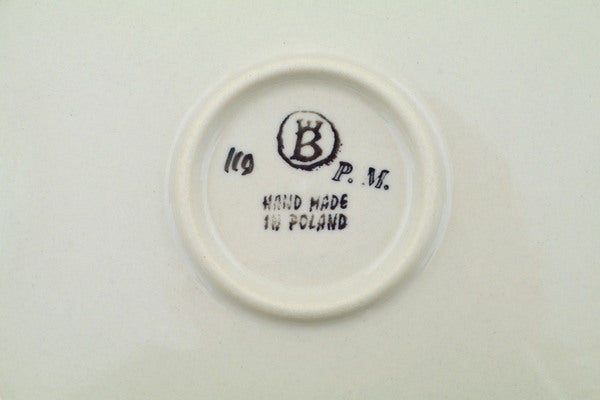 B
119 P. M.
HAND MADE
IN POLAND